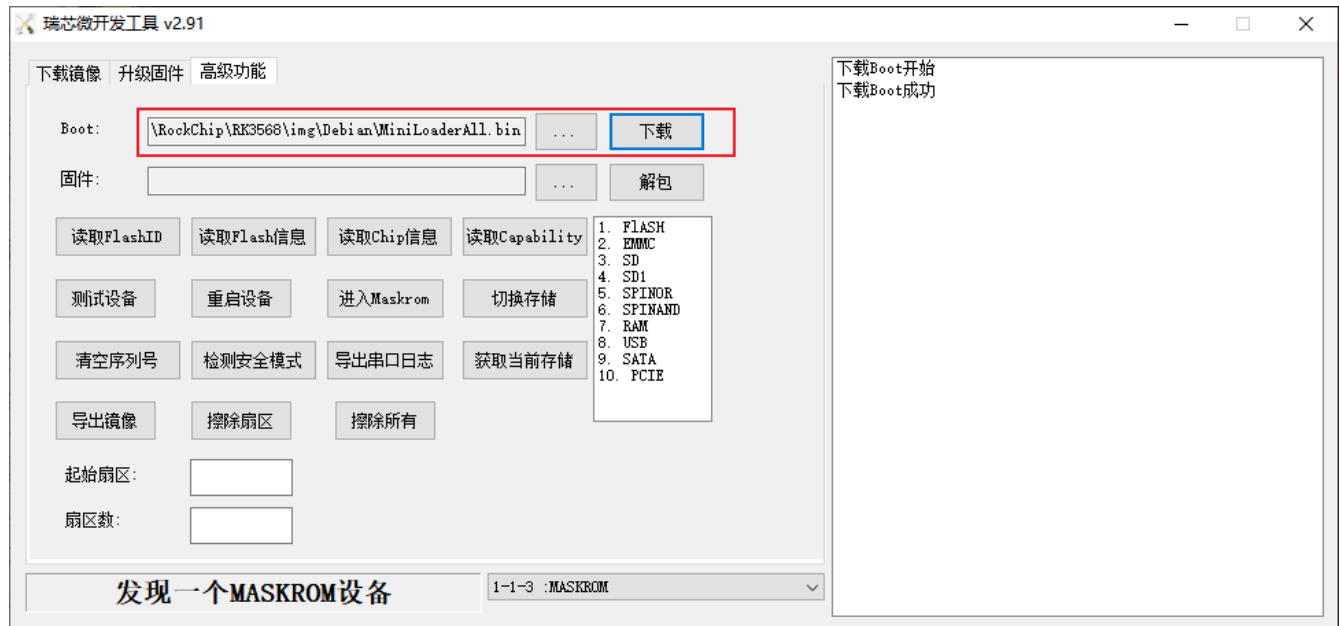 瑞芯微开发工具 v2.91
下载镜像 升级固件 高级功能
Boot: \RockChip\RK3568\img\Debian\MiniLoaderAll.bin ... 下载
固件: ... 解包
读取FlashID 读取Flash信息 读取Chip信息 读取Capability
测试设备 重启设备 进入Maskrom 切换存储
清空序列号 检测安全模式 导出串口日志 获取当前存储
导出镜像 擦除扇区 擦除所有
1. FlASH
2. EMMC
3. SD
4. SD1
5. SPINOR
6. SPINAND
7. RAM
8. USB
9. SATA
10. PCIE
起始扇区:
扇区数:
发现一个MASKROM设备 1-1-3 :MASKROM
下载Boot开始
下载Boot成功